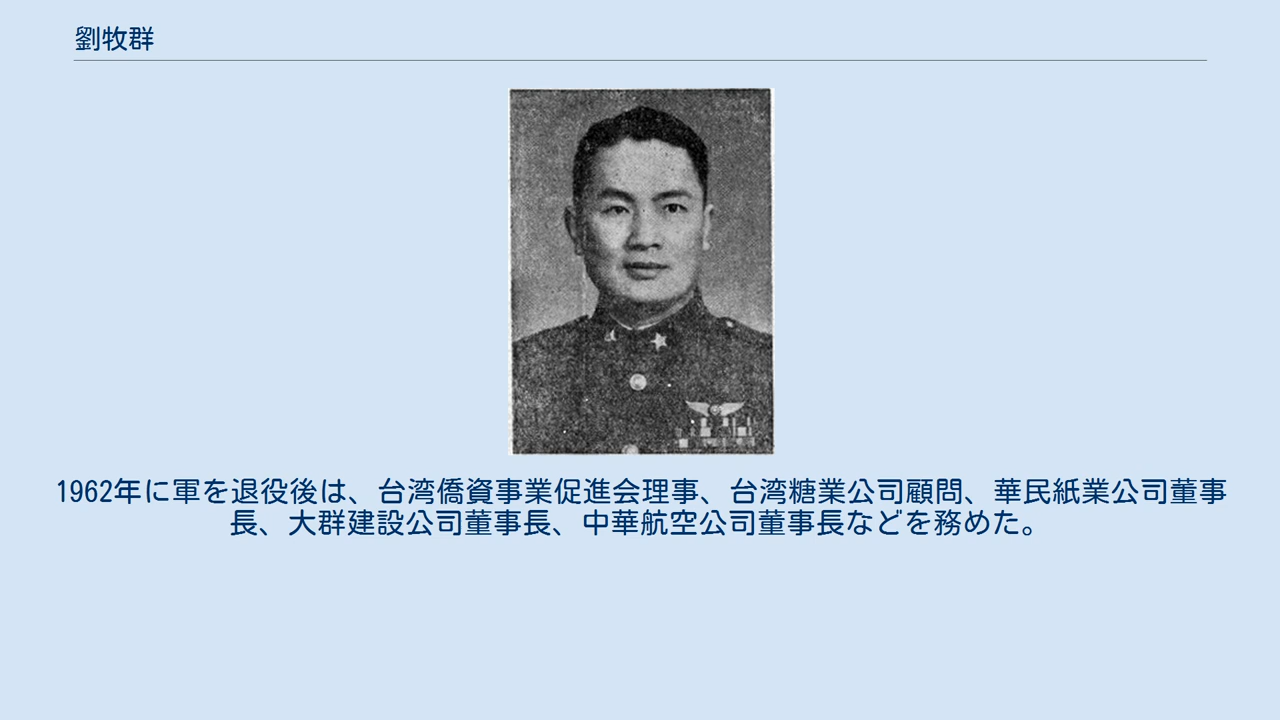 劉牧群
1962年に軍を退役後は、台湾僑資事業促進会理事、台湾糖業公司顧問、華民紙業公司董事
長、大群建設公司董事長、中華航空公司董事長などを務めた。